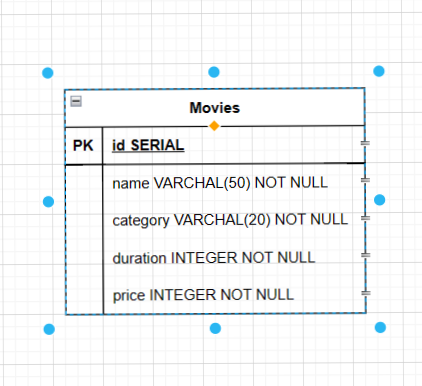 Movies
PK id SERIAL
name VARCHAL(50) NOT NULL
category VARCHAL(20) NOT NULL
duration INTEGER NOT NULL
price INTEGER NOT NULL